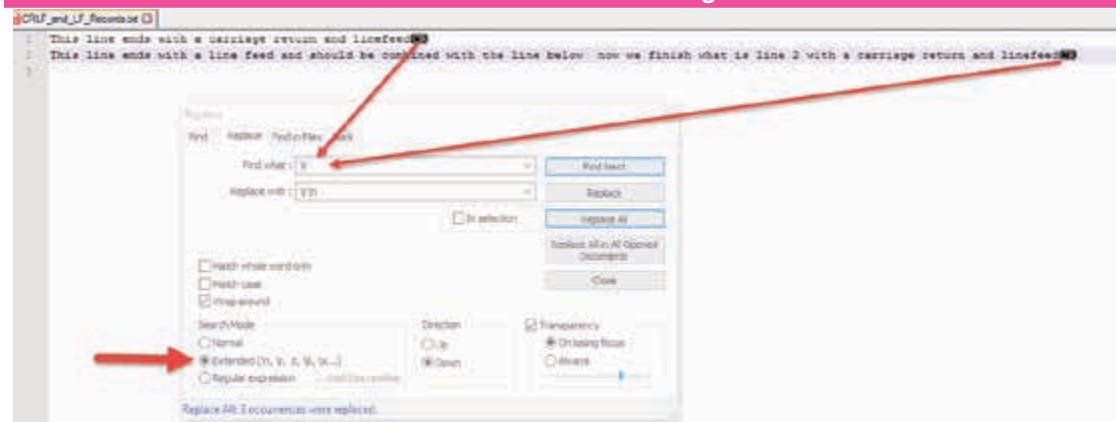 CRLF_and_LF_Records.txt
1 This line ends with a carriage return and linefeed
2 This line ends with a line feed and should be combined with the line below now we finish what is line 2 with a carriage return and linefeed
3
Replace
Find Replace Find in Files Mark
Find what : \r
Find Next
Replace with : \r\n
Replace
In selection
Replace All
Replace All in All Opened Documents
Match whole word only
Close
Match case
Wrap around
Search Mode
Direction
Transparency
Normal
Up
On losing focus
Extended (\n, \r, \t, \0, \x...)
Down
Always
Regular expression
Replace All: 3 occurrences were replaced.